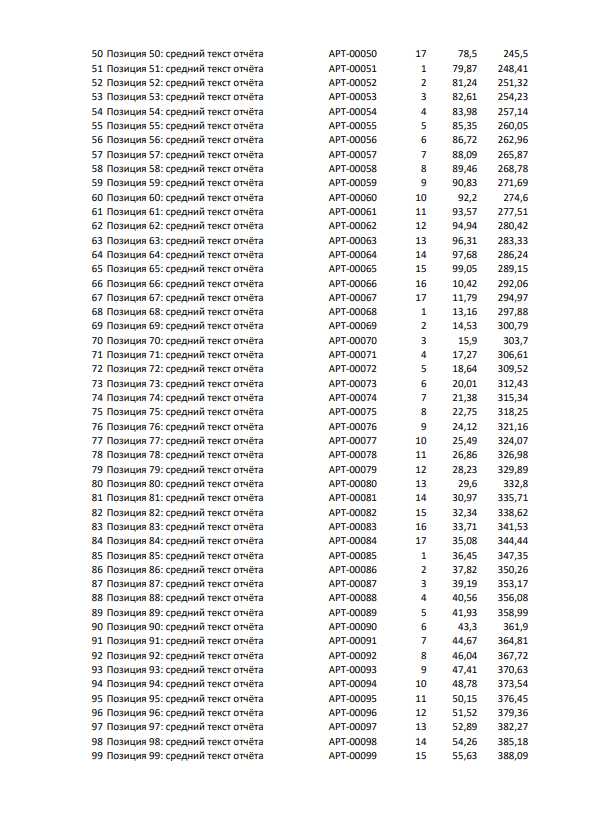 50 Позиция 50: средний текст отчёта АРТ-00050 17 78,5 245,5
51 Позиция 51: средний текст отчёта АРТ-00051 1 79,87 248,41
52 Позиция 52: средний текст отчёта АРТ-00052 2 81,24 251,32
53 Позиция 53: средний текст отчёта АРТ-00053 3 82,61 254,23
54 Позиция 54: средний текст отчёта АРТ-00054 4 83,98 257,14
55 Позиция 55: средний текст отчёта АРТ-00055 5 85,35 260,05
56 Позиция 56: средний текст отчёта АРТ-00056 6 86,72 262,96
57 Позиция 57: средний текст отчёта АРТ-00057 7 88,09 265,87
58 Позиция 58: средний текст отчёта АРТ-00058 8 89,46 268,78
59 Позиция 59: средний текст отчёта АРТ-00059 9 90,83 271,69
60 Позиция 60: средний текст отчёта АРТ-00060 10 92,2 274,6
61 Позиция 61: средний текст отчёта АРТ-00061 11 93,57 277,51
62 Позиция 62: средний текст отчёта АРТ-00062 12 94,94 280,42
63 Позиция 63: средний текст отчёта АРТ-00063 13 96,31 283,33
64 Позиция 64: средний текст отчёта АРТ-00064 14 97,68 286,24
65 Позиция 65: средний текст отчёта АРТ-00065 15 99,05 289,15
66 Позиция 66: средний текст отчёта АРТ-00066 16 10,42 292,06
67 Позиция 67: средний текст отчёта АРТ-00067 17 11,79 294,97
68 Позиция 68: средний текст отчёта АРТ-00068 1 13,16 297,88
69 Позиция 69: средний текст отчёта АРТ-00069 2 14,53 300,79
70 Позиция 70: средний текст отчёта АРТ-00070 3 15,9 303,7
71 Позиция 71: средний текст отчёта АРТ-00071 4 17,27 306,61
72 Позиция 72: средний текст отчёта АРТ-00072 5 18,64 309,52
73 Позиция 73: средний текст отчёта АРТ-00073 6 20,01 312,43
74 Позиция 74: средний текст отчёта АРТ-00074 7 21,38 315,34
75 Позиция 75: средний текст отчёта АРТ-00075 8 22,75 318,25
76 Позиция 76: средний текст отчёта АРТ-00076 9 24,12 321,16
77 Позиция 77: средний текст отчёта АРТ-00077 10 25,49 324,07
78 Позиция 78: средний текст отчёта АРТ-00078 11 26,86 326,98
79 Позиция 79: средний текст отчёта АРТ-00079 12 28,23 329,89
80 Позиция 80: средний текст отчёта АРТ-00080 13 29,6 332,8
81 Позиция 81: средний текст отчёта АРТ-00081 14 30,97 335,71
82 Позиция 82: средний текст отчёта АРТ-00082 15 32,34 338,62
83 Позиция 83: средний текст отчёта АРТ-00083 16 33,71 341,53
84 Позиция 84: средний текст отчёта АРТ-00084 17 35,08 344,44
85 Позиция 85: средний текст отчёта АРТ-00085 1 36,45 347,35
86 Позиция 86: средний текст отчёта АРТ-00086 2 37,82 350,26
87 Позиция 87: средний текст отчёта АРТ-00087 3 39,19 353,17
88 Позиция 88: средний текст отчёта АРТ-00088 4 40,56 356,08
89 Позиция 89: средний текст отчёта АРТ-00089 5 41,93 358,99
90 Позиция 90: средний текст отчёта АРТ-00090 6 43,3 361,9
91 Позиция 91: средний текст отчёта АРТ-00091 7 44,67 364,81
92 Позиция 92: средний текст отчёта АРТ-00092 8 46,04 367,72
93 Позиция 93: средний текст отчёта АРТ-00093 9 47,41 370,63
94 Позиция 94: средний текст отчёта АРТ-00094 10 48,78 373,54
95 Позиция 95: средний текст отчёта АРТ-00095 11 50,15 376,45
96 Позиция 96: средний текст отчёта АРТ-00096 12 51,52 379,36
97 Позиция 97: средний текст отчёта АРТ-00097 13 52,89 382,27
98 Позиция 98: средний текст отчёта АРТ-00098 14 54,26 385,18
99 Позиция 99: средний текст отчёта АРТ-00099 15 55,63 388,09